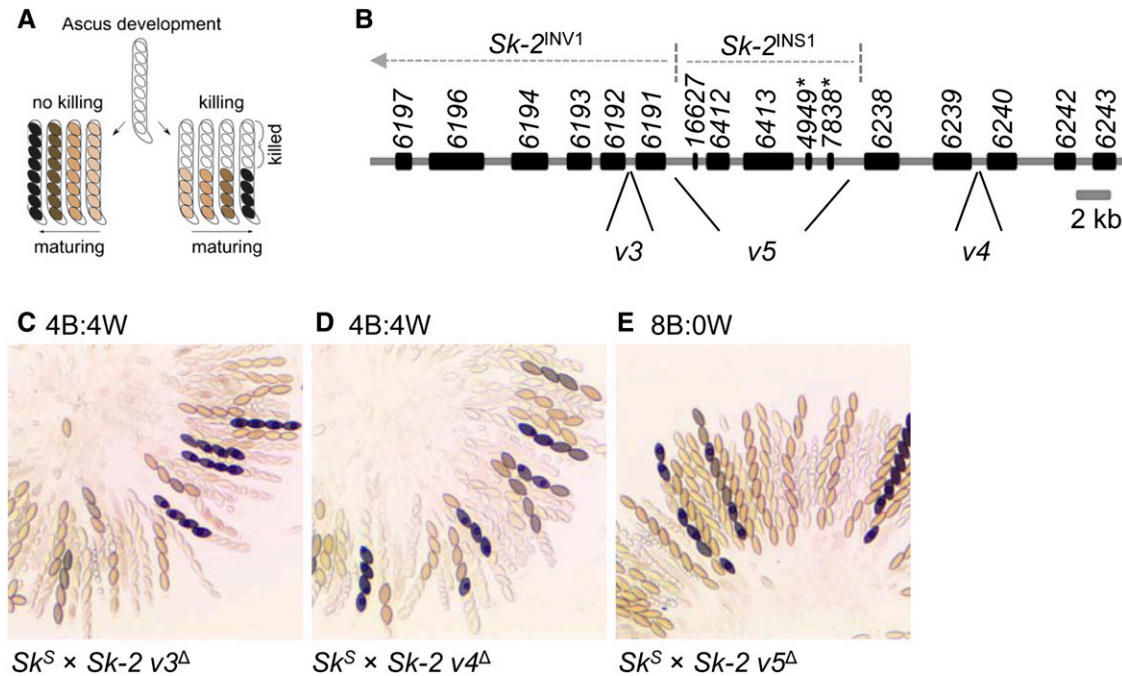 A
Ascus development
no killing
killing
killed
maturing
maturing
B
Sk-2INV1
Sk-2INS1
6197
6196
6194
6193
6192
6191
16627
6412
6413
4949*
7838*
6238
6239
6240
6242
6243
2 kb
v3
v5
v4
C 4B:4W
D 4B:4W
E 8B:0W
SkS × Sk-2 v3Δ
SkS × Sk-2 v4Δ
SkS × Sk-2 v5Δ